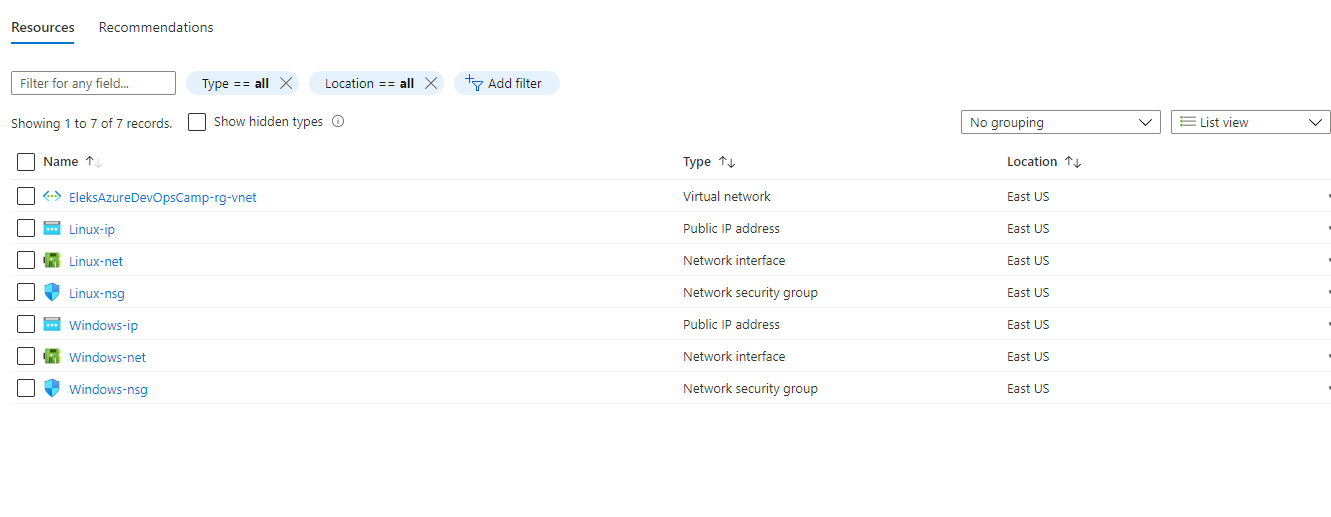 Resources Recommendations
Filter for any field... Type == all Location == all Add filter
Showing 1 to 7 of 7 records. Show hidden types No grouping List view
Name Type Location
EleksAzureDevOpsCamp-rg-vnet Virtual network East US
Linux-ip Public IP address East US
Linux-net Network interface East US
Linux-nsg Network security group East US
Windows-ip Public IP address East US
Windows-net Network interface East US
Windows-nsg Network security group East US